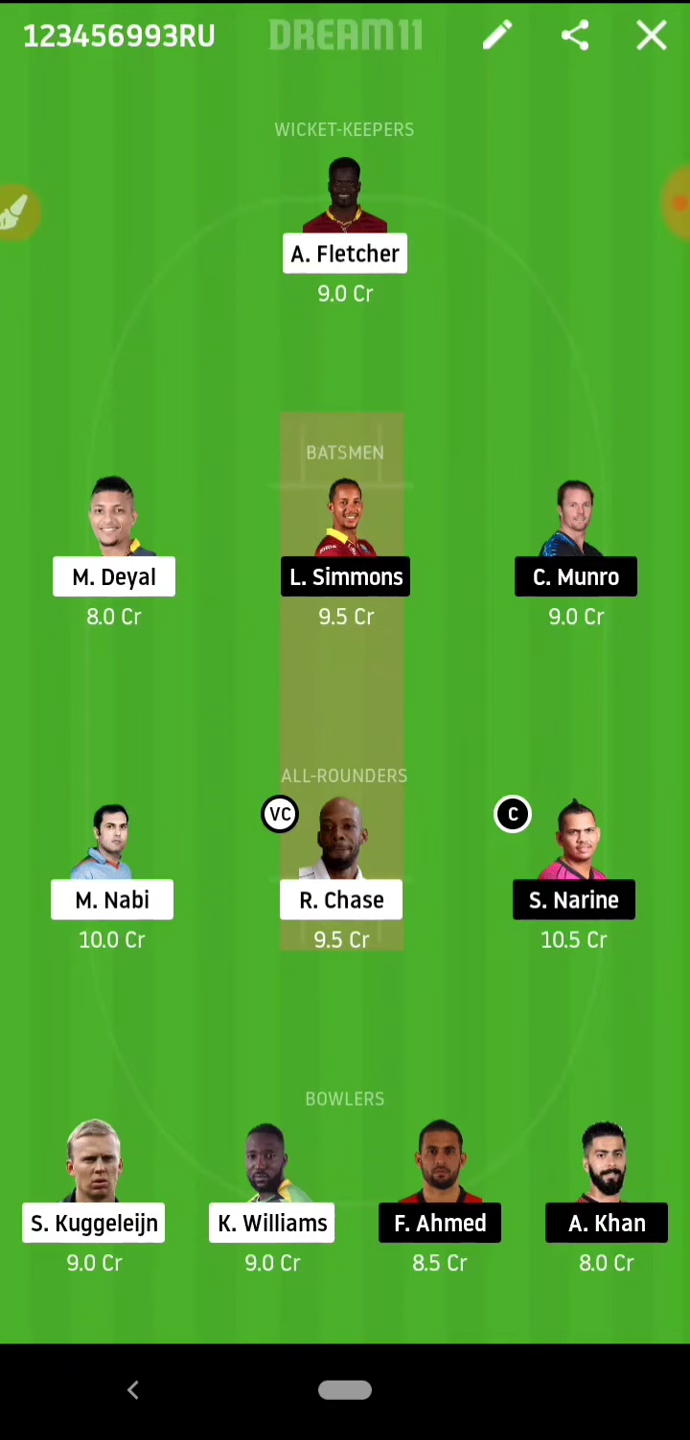 123456993RU DREAM11
WICKET-KEEPERS
A. Fletcher
9.0 Cr
BATSMEN
M. Deyal L. Simmons C. Munro
8.0 Cr 9.5 Cr 9.0 Cr
ALL-ROUNDERS
VC C
M. Nabi R. Chase S. Narine
10.0 Cr 9.5 Cr 10.5 Cr
BOWLERS
S. Kuggeleijn K. Williams F. Ahmed A. Khan
9.0 Cr 9.0 Cr 8.5 Cr 8.0 Cr